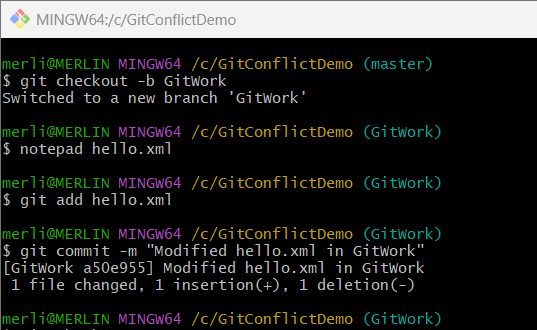 MINGW64:/c/GitConflictDemo
merli@MERLIN MINGW64 /c/GitConflictDemo (master)
$ git checkout -b GitWork
Switched to a new branch 'GitWork'
merli@MERLIN MINGW64 /c/GitConflictDemo (GitWork)
$ notepad hello.xml
merli@MERLIN MINGW64 /c/GitConflictDemo (GitWork)
$ git add hello.xml
merli@MERLIN MINGW64 /c/GitConflictDemo (GitWork)
$ git commit -m "Modified hello.xml in GitWork"
[GitWork a50e955] Modified hello.xml in GitWork
 1 file changed, 1 insertion(+), 1 deletion(-)
merli@MERLIN MINGW64 /c/GitConflictDemo (GitWork)